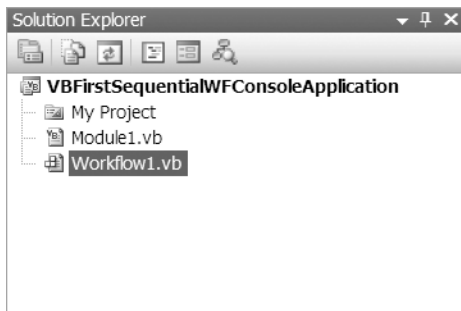 Solution Explorer
VBFirstSequentialWFConsoleApplication
My Project
Module1.vb
Workflow1.vb